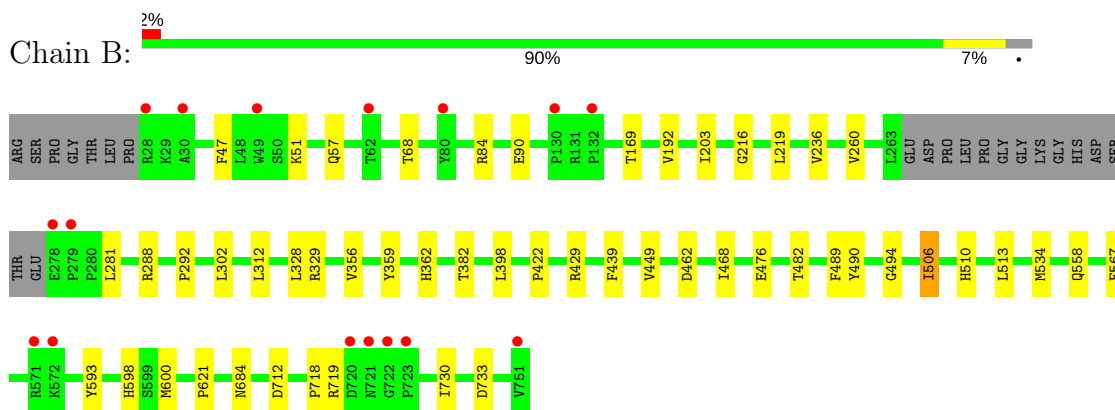 2%
Chain B:
90% 7% •
ARG SER PRO GLY THR LEU PRO R28 K29 A30 F47 L48 W49 S50 K51 Q57 T62 T68 Y80 R84 E90 P130 R131 P132 T169 V192 I203 G216 L219 V236 V260 L263 GLU ASP PRO LEU PRO GLY GLY LYS GLY HIS ASP SER
THR GLU E278 P279 P280 L281 R288 P292 L302 L312 L328 R329 V356 Y359 H362 T382 L398 P422 R429 F439 V449 D462 I468 E476 T482 F489 Y490 G494 I506 H510 L513 M534 Q558
R571 K572 Y593 H598 S599 M600 P621 N684 D712 P718 R719 D720 N721 G722 P723 I730 D733 V751